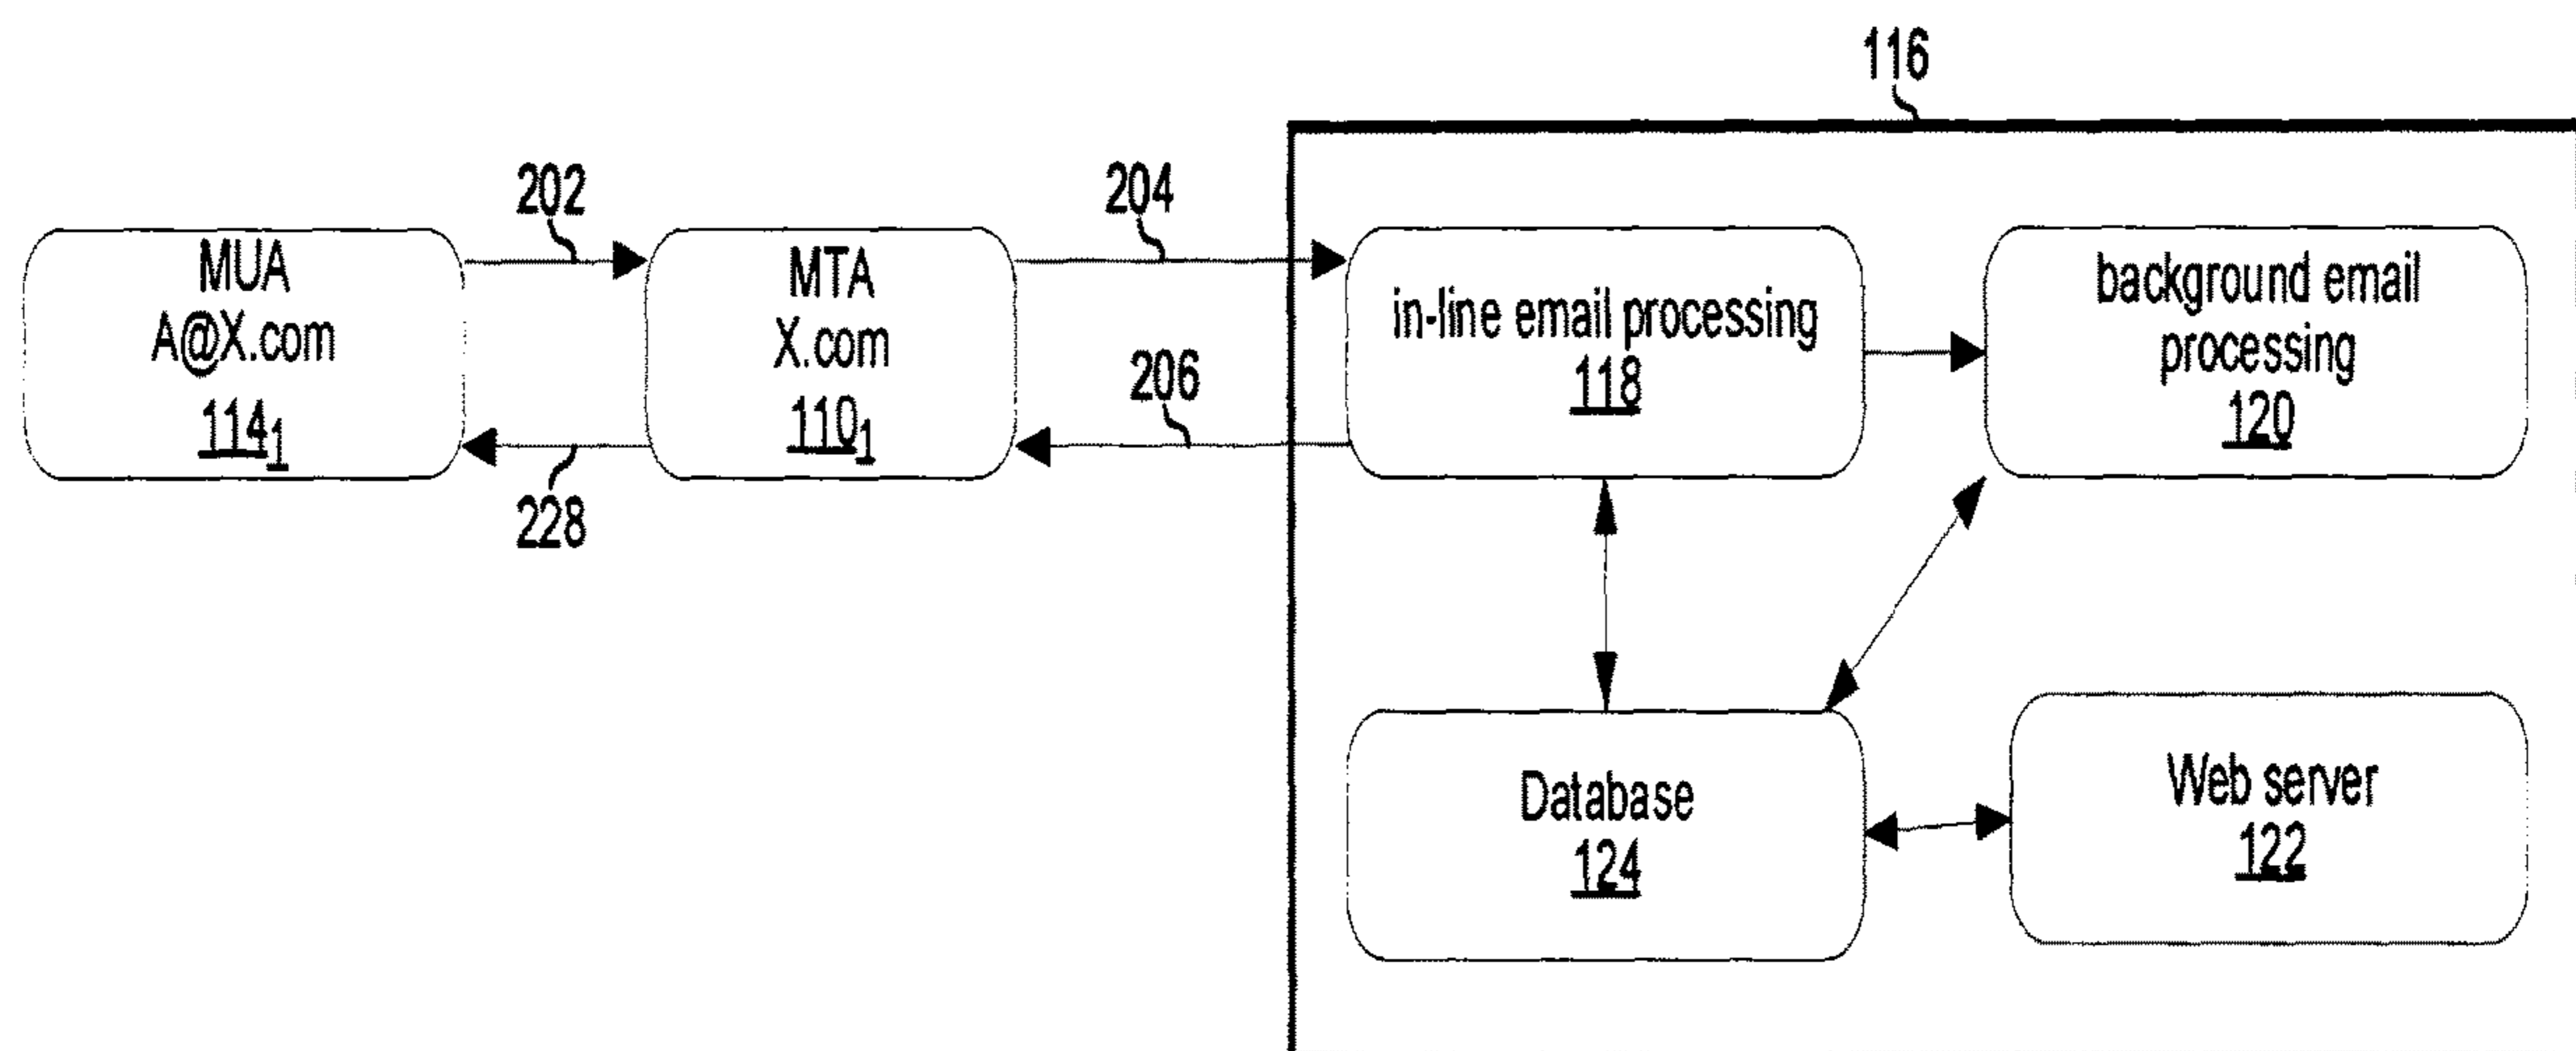 116
202
204
MUA
A@X.com
114₁
MTA
X.com
110₁
in-line email processing
118
background email
processing
120
206
228
Database
124
Web server
122